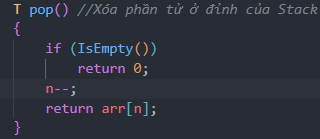 T pop() //Xóa phần tử ở đỉnh của Stack
{
if (IsEmpty())
return 0;
n--;
return arr[n];
}